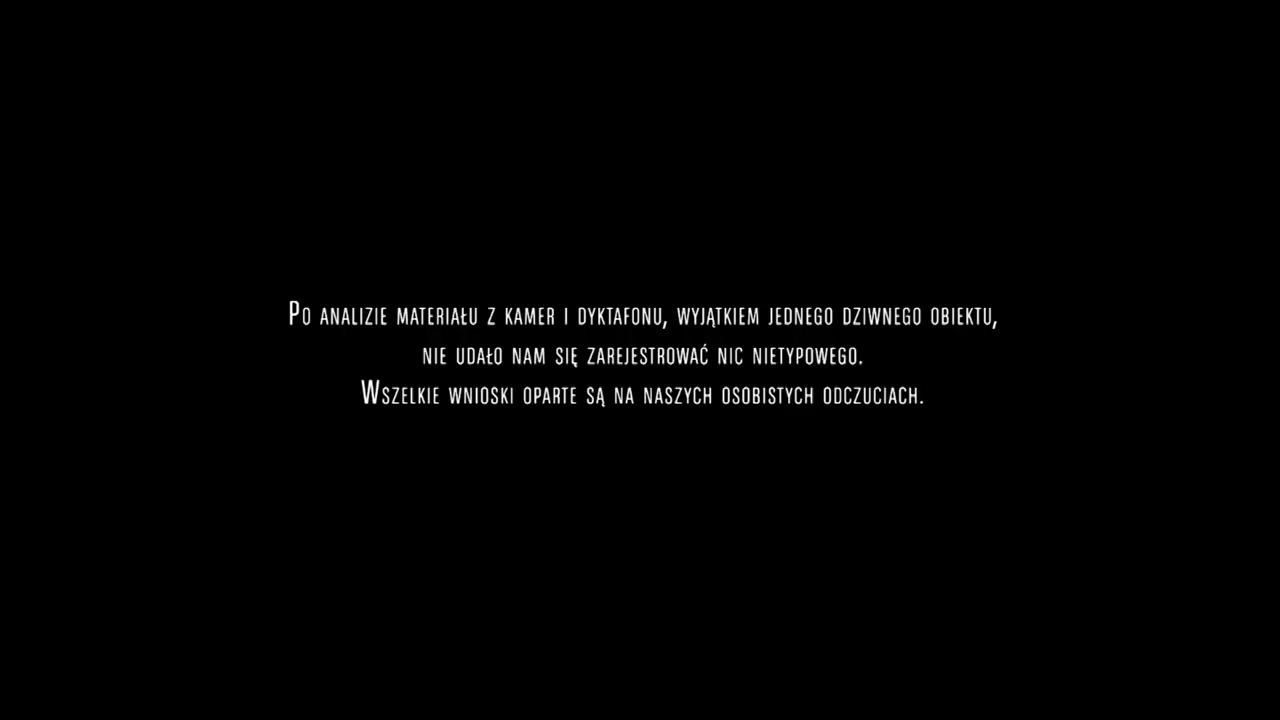 Po analizie materiału z kamer i dyktafonu, wyjątkiem jednego dziwnego obiektu,
nie udało nam się zarejestrować nic nietypowego.
Wszelkie wnioski oparte są na naszych osobistych odczuciach.